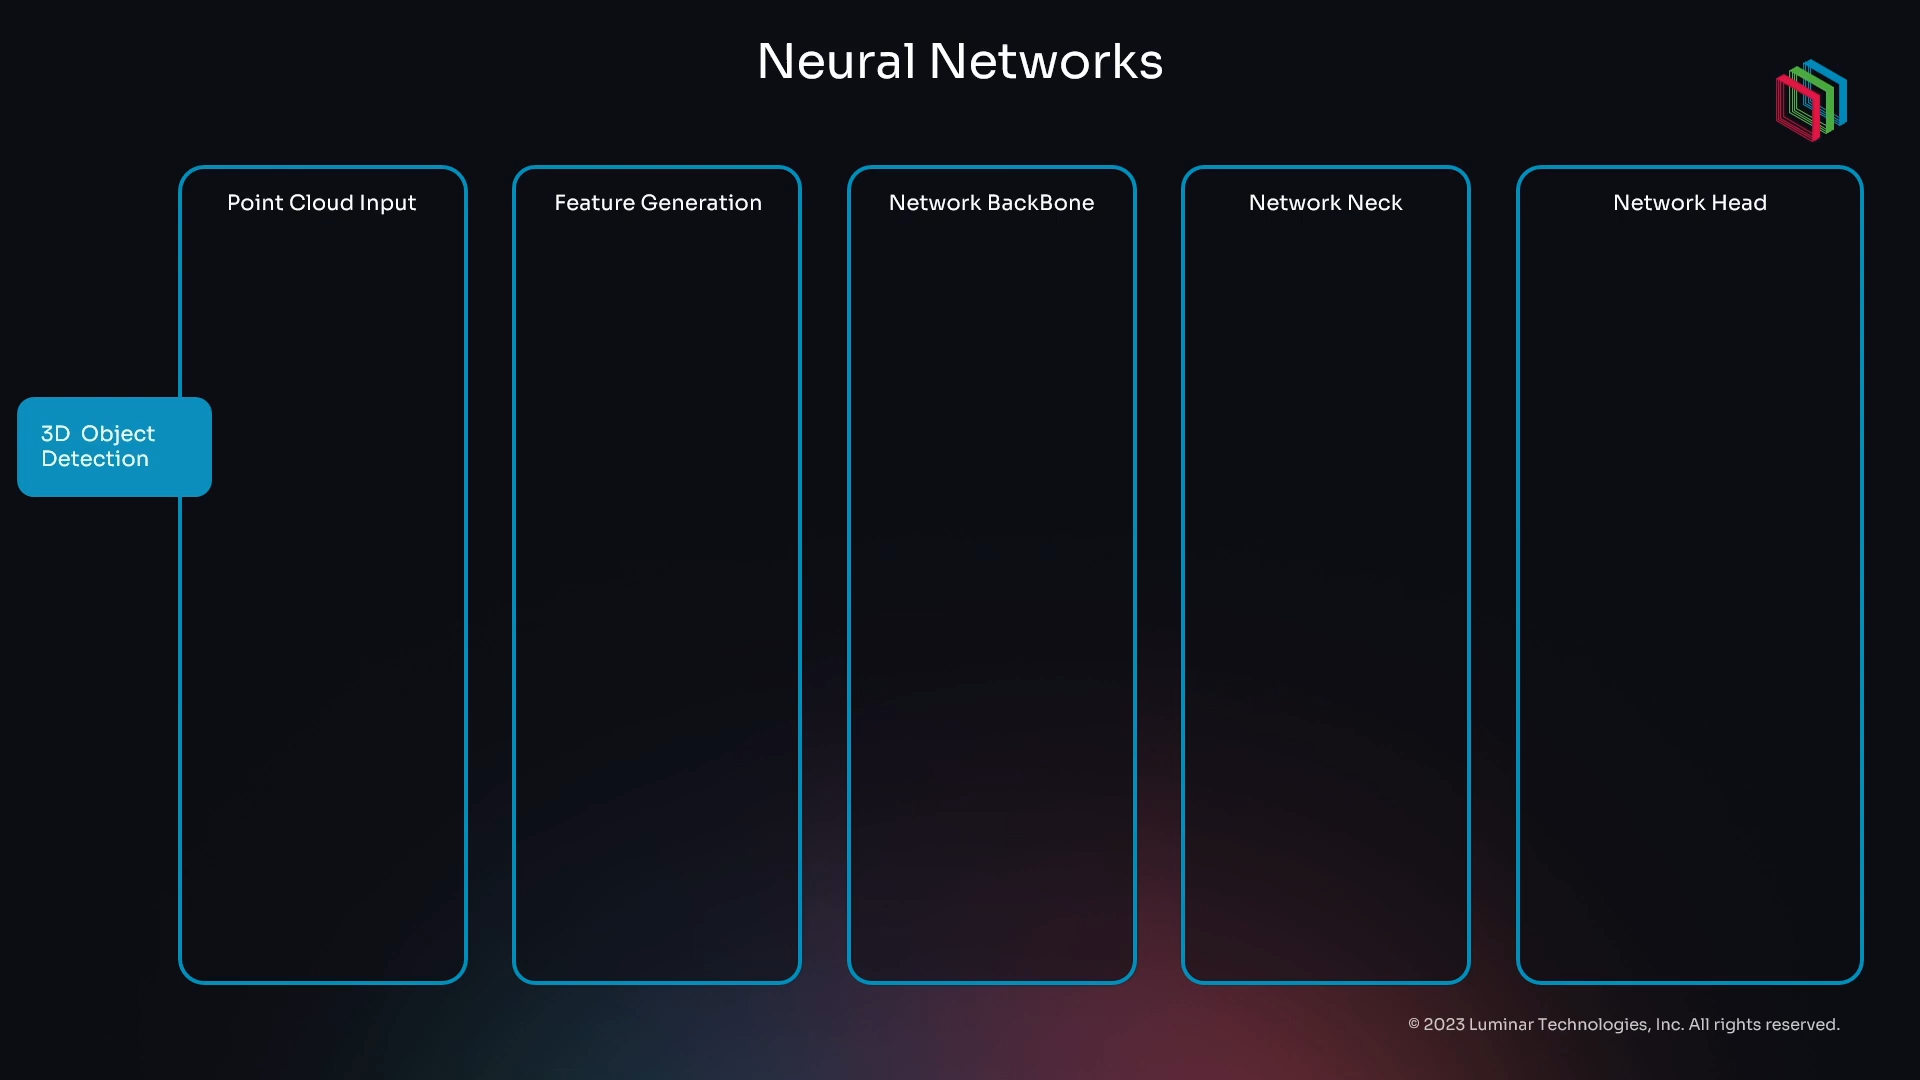 Neural Networks
Point Cloud Input
Feature Generation
Network BackBone
Network Neck
Network Head
3D  Object
Detection
© 2023 Luminar Technologies, Inc. All rights reserved.